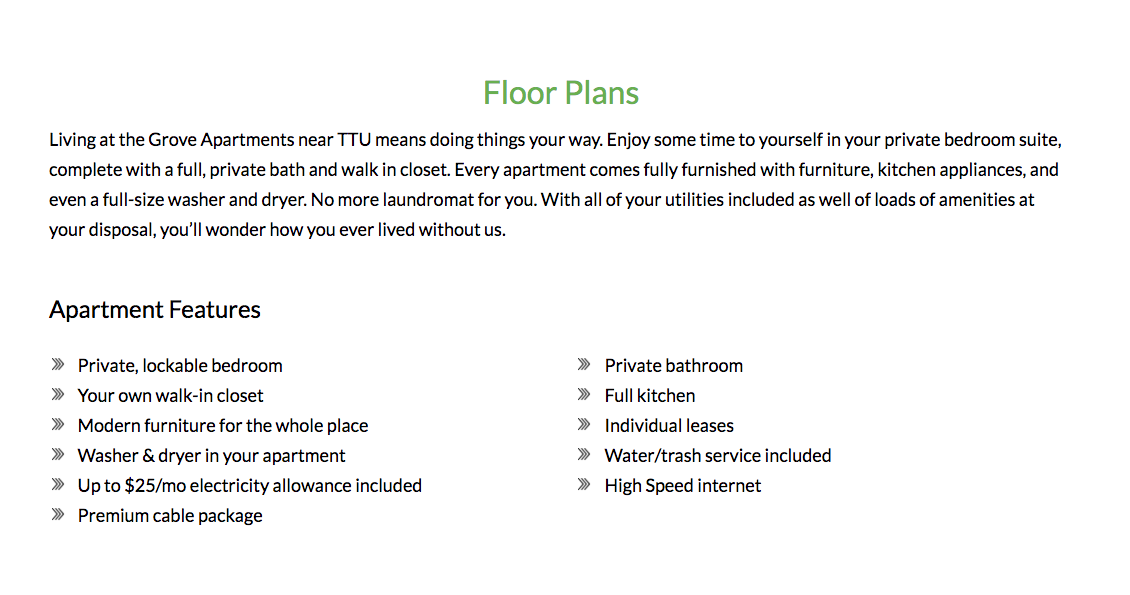 Floor Plans
Living at the Grove Apartments near TTU means doing things your way. Enjoy some time to yourself in your private bedroom suite,
complete with a full, private bath and walk in closet. Every apartment comes fully furnished with furniture, kitchen appliances, and
even a full-size washer and dryer. No more laundromat for you. With all of your utilities included as well of loads of amenities at
your disposal, you’ll wonder how you ever lived without us.
Apartment Features
Private, lockable bedroom
Your own walk-in closet
Modern furniture for the whole place
Washer & dryer in your apartment
Up to $25/mo electricity allowance included
Premium cable package
Private bathroom
Full kitchen
Individual leases
Water/trash service included
High Speed internet